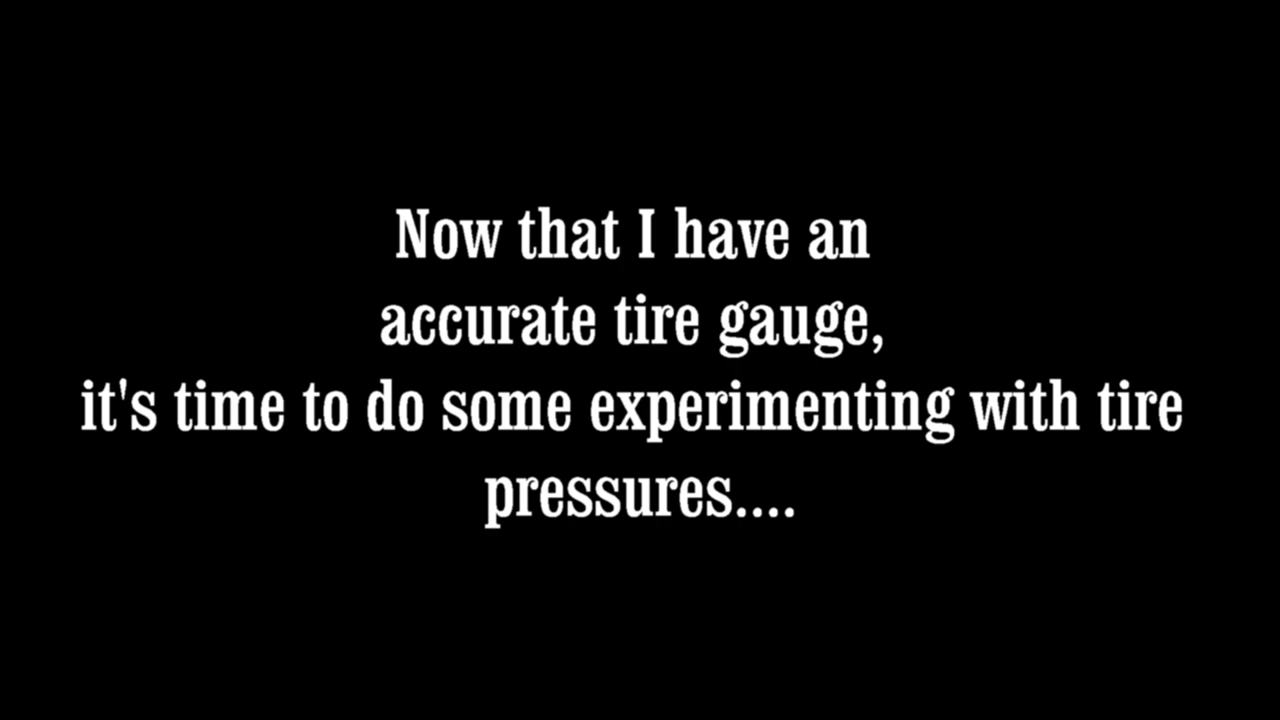 Now that I have an
accurate tire gauge,
it's time to do some experimenting with tire
pressures....